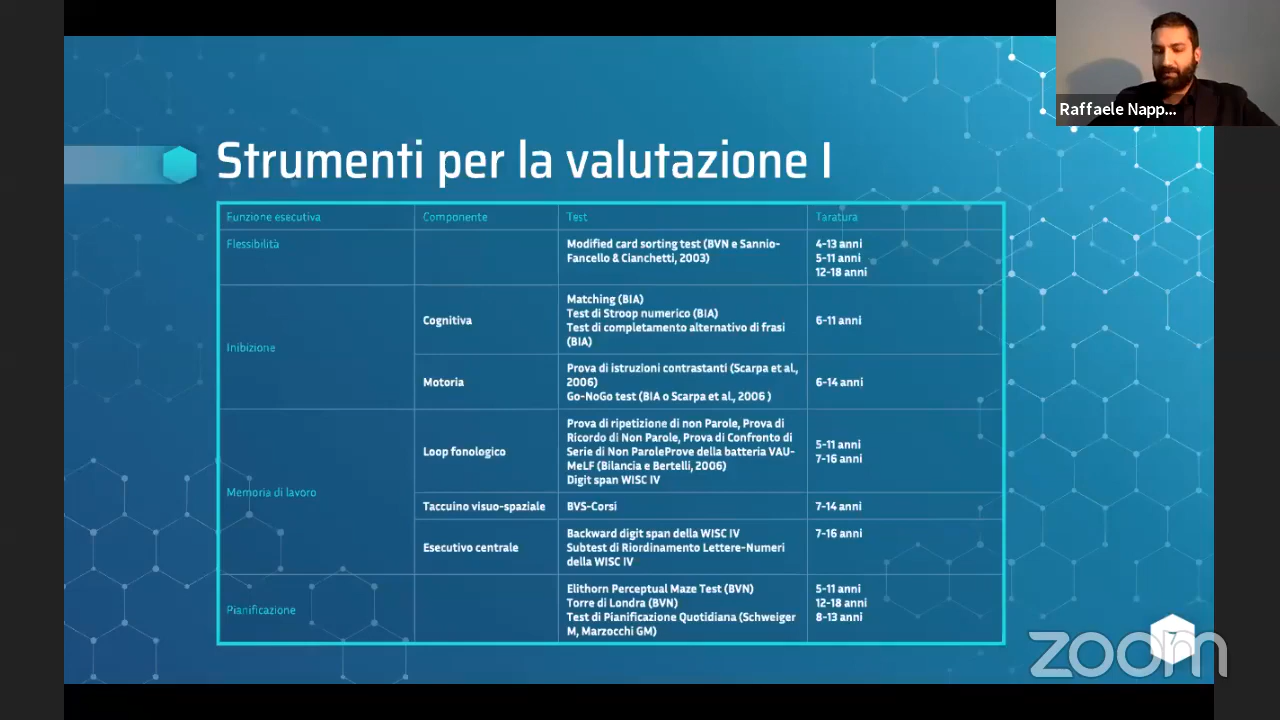 Raffaele Napp...
Strumenti per la valutazione I
Funzione esecutiva
Componente
Test
Taratura
Flessibilità
Modified card sorting test (BVN e Sannio-
Fancello & Cianchetti, 2003)
4-13 anni
5-11 anni
12-18 anni
Inibizione
Cognitiva
Matching (BIA)
Test di Stroop numerico (BIA)
Test di completamento alternativo di frasi
(BIA)
6-11 anni
Motoria
Prova di istruzioni contrastanti (Scarpa et al.,
2006)
Go-NoGo test (BIA o Scarpa et al., 2006 )
6-14 anni
Memoria di lavoro
Loop fonologico
Prova di ripetizione di non Parole, Prova di
Ricordo di Non Parole, Prova di Confronto di
Serie di Non ParoleProve della batteria VAU-
MeLF (Bilancia e Bertelli, 2006)
Digit span WISC IV
5-11 anni
7-16 anni
Taccuino visuo-spaziale
BVS-Corsi
7-14 anni
Esecutivo centrale
Backward digit span della WISC IV
Subtest di Riordinamento Lettere-Numeri
della WISC IV
7-16 anni
Pianificazione
Elithorn Perceptual Maze Test (BVN)
Torre di Londra (BVN)
Test di Pianificazione Quotidiana (Schweiger
M, Marzocchi GM)
5-11 anni
12-18 anni
8-13 anni
7
zoom